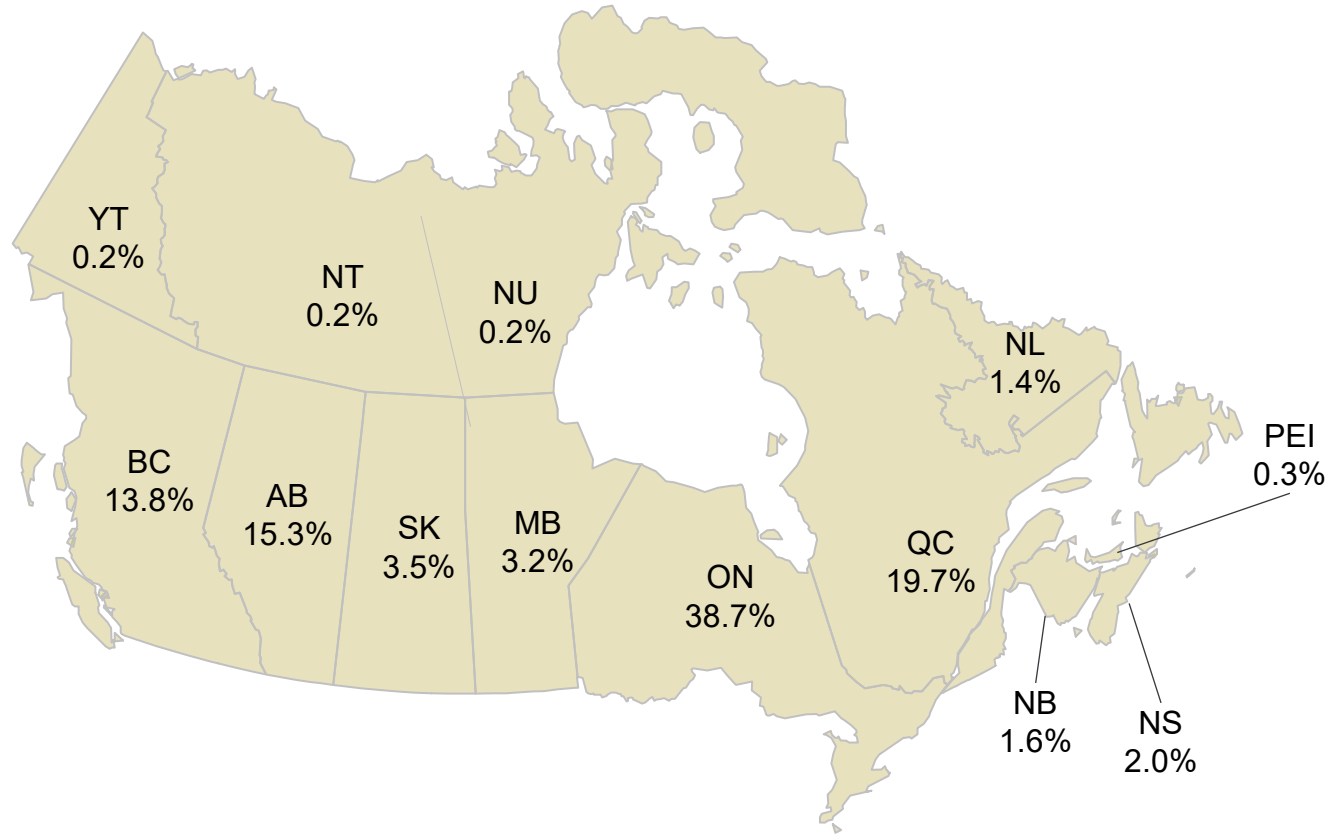 YT
0.2%
NT
0.2%
NU
0.2%
NL
1.4%
PEI
0.3%
BC
13.8%
AB
15.3%
SK
3.5%
MB
3.2%
ON
38.7%
QC
19.7%
NB
1.6%
NS
2.0%